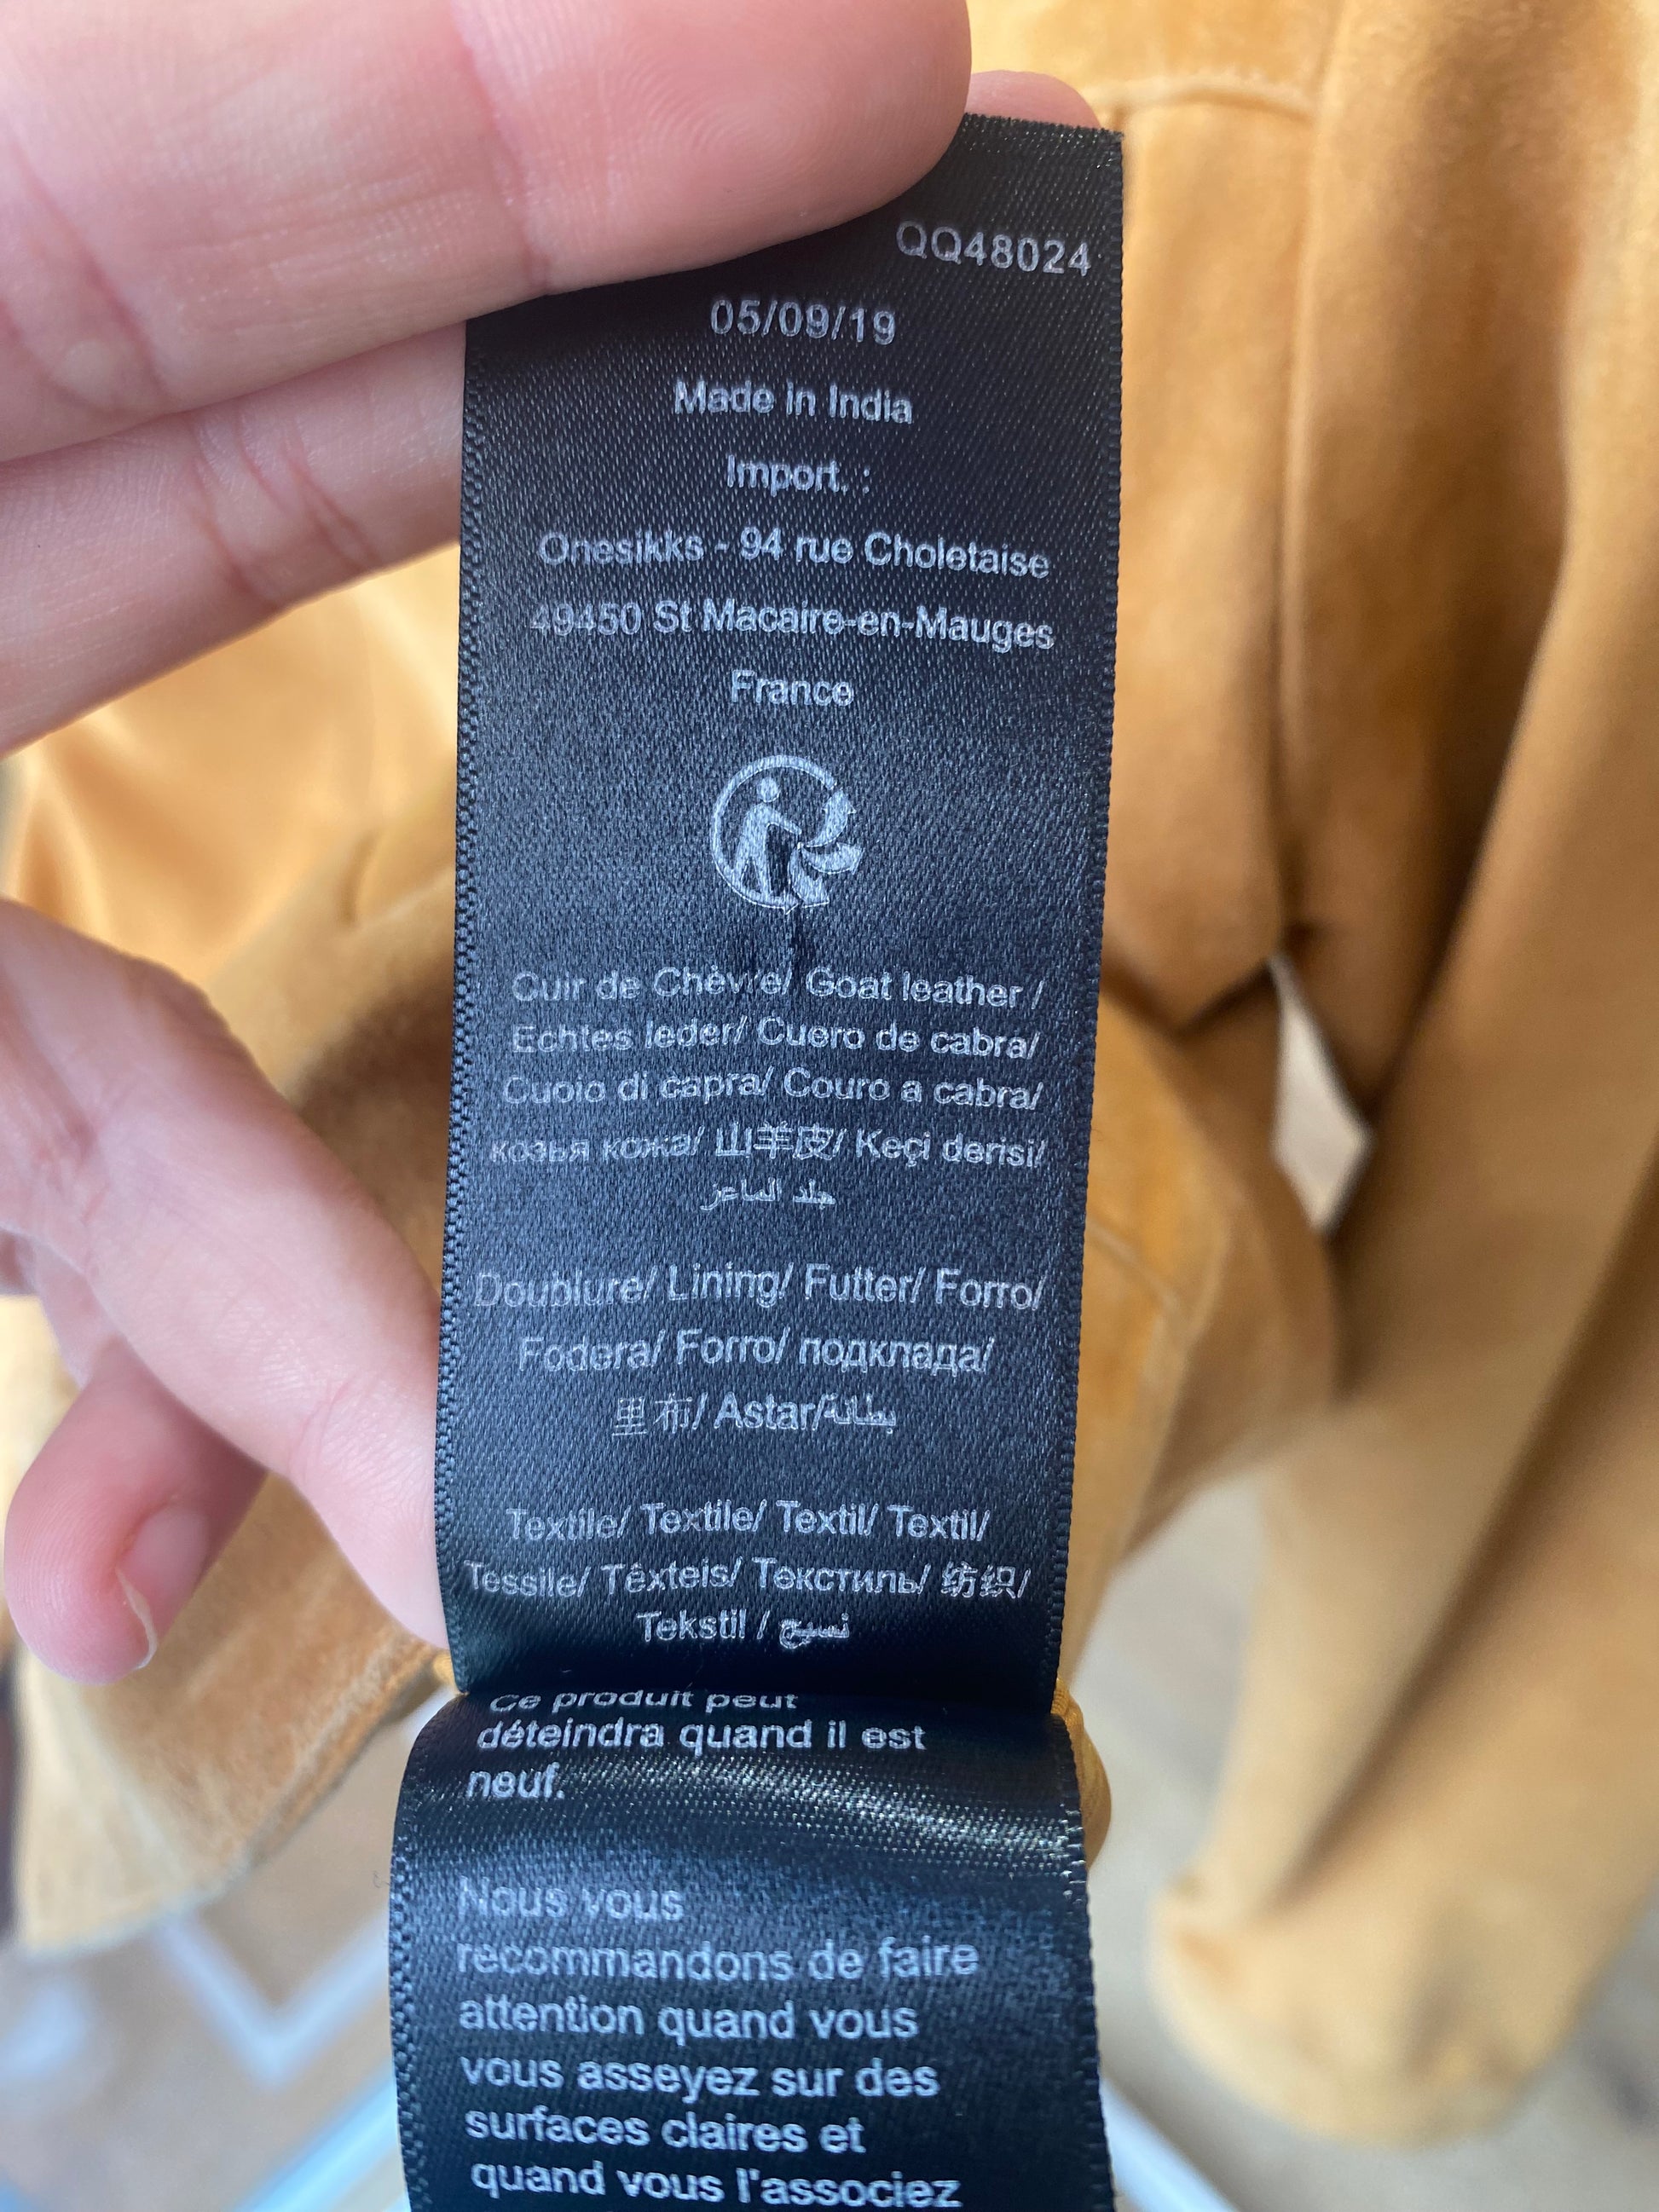 QQ48024
05/09/19
Made in India
Import. :
Onesikks - 94 rue Choletaise
49450 St Macaire-en-Mauges
France
Cuir de Chèvre/ Goat leather /
Echtes leder/ Cuero de cabra/
Cuoio di capra/ Couro a cabra/
козья кожа/ 山羊皮/ Keçi derisi/
جلد الماعز
Doublure/ Lining/ Futter/ Forro/
Fodera/ Forro/ подклада/
里布/ Astar/بطانة
Textile/ Textile/ Textil/ Textil/
Tessile/ Têxteis/ Текстиль/ 纺织/
Tekstil / نسيج
Ce produit peut
déteindra quand il est
neuf.
Nous vous
recommandons de faire
attention quand vous
vous asseyez sur des
surfaces claires et
quand vous l'associez